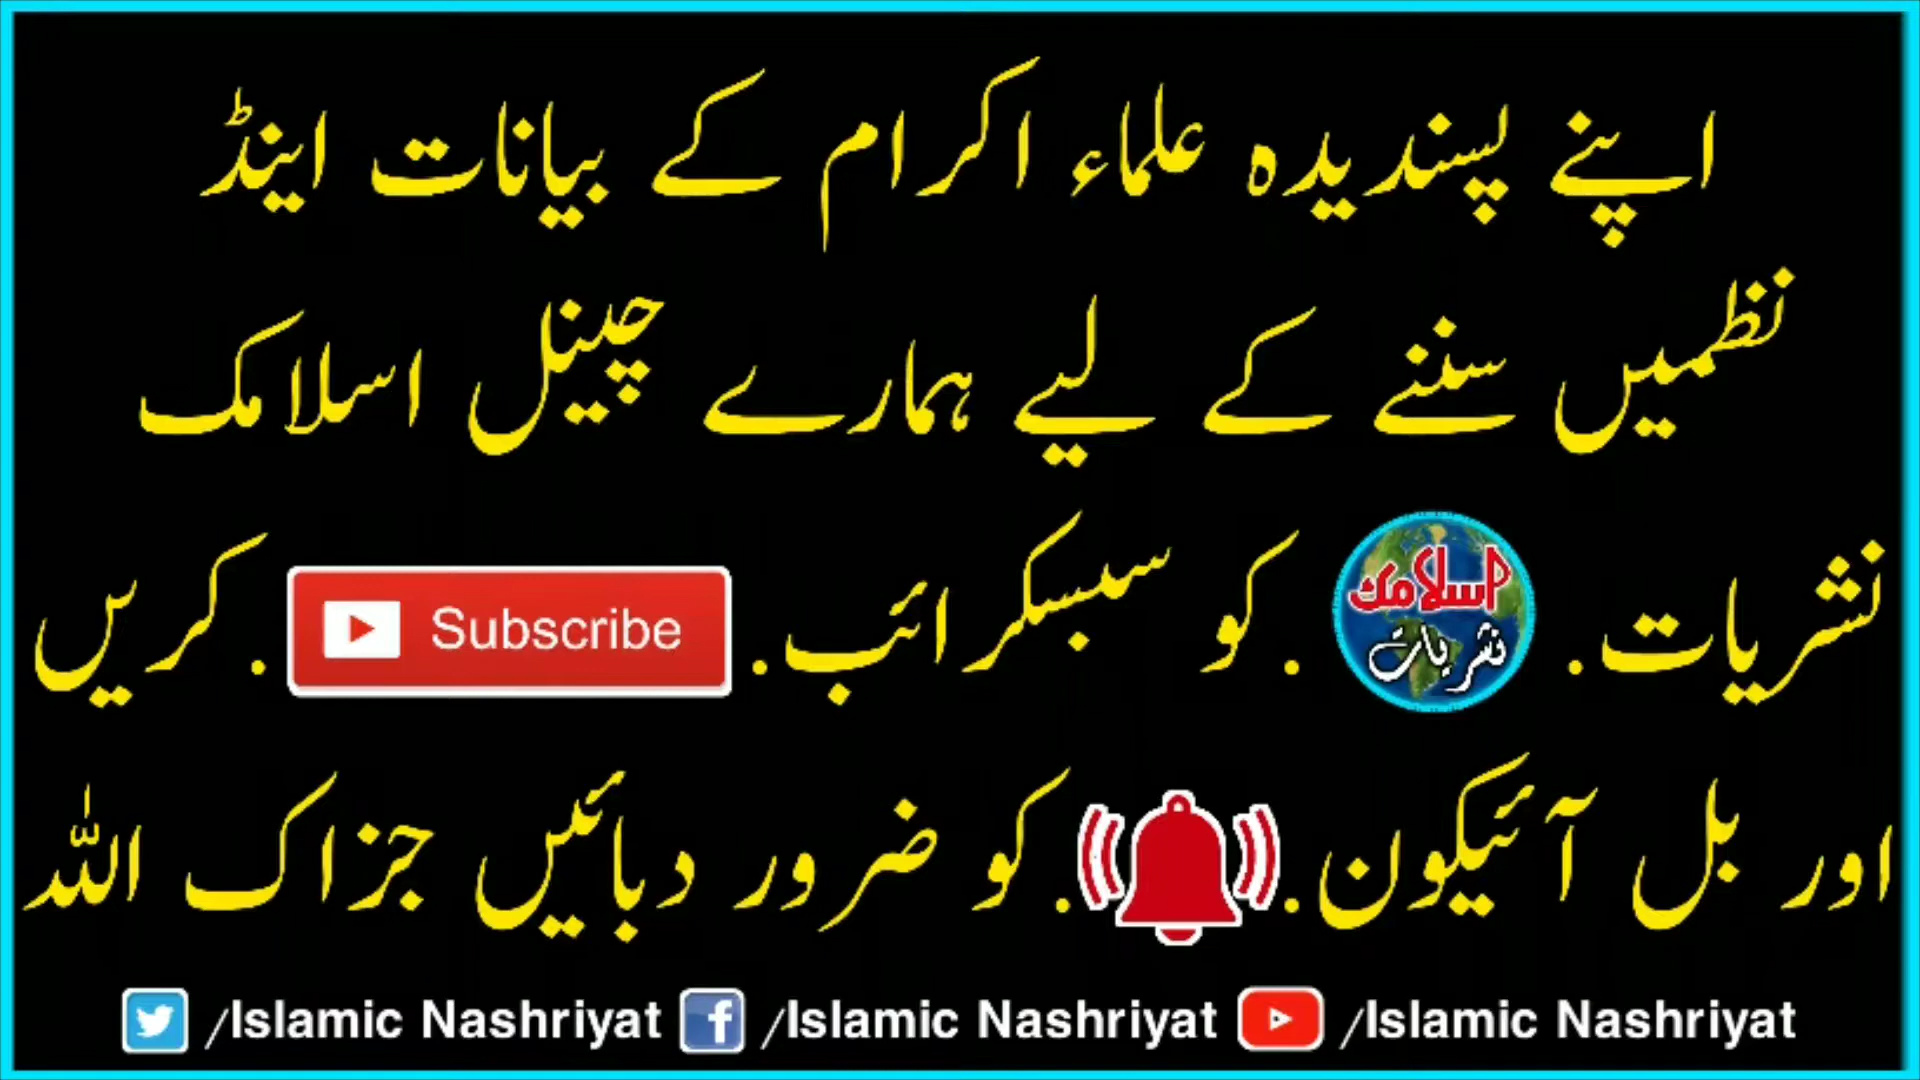 اپنے پسندیدہ علماء اکرام کے بیانات اینڈ
نظمیں سننے کے لیے ہمارے چینل اسلامک
نشریات. اسلامک نشریات .کو سبسکرائب. Subscribe .کریں
اور بل آئیکون. .کو ضرور دبائیں جزاک اللہ
/Islamic Nashriyat /Islamic Nashriyat /Islamic Nashriyat